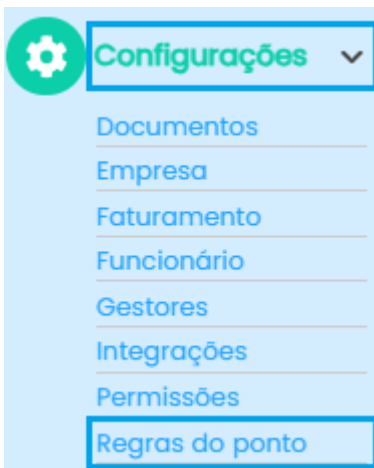 Configurações
Documentos
Empresa
Faturamento
Funcionário
Gestores
Integrações
Permissões
Regras do ponto